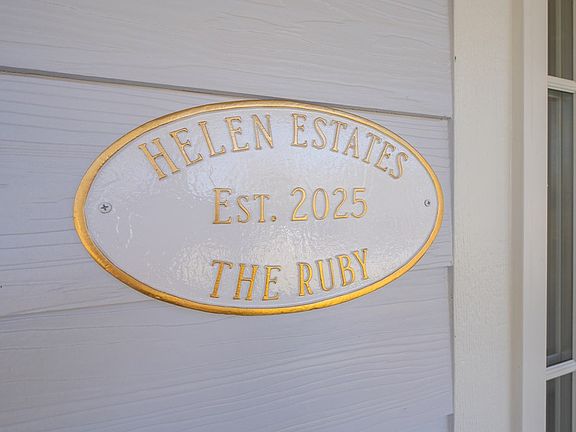 HELEN ESTATES
EST. 2025
THE RUBY